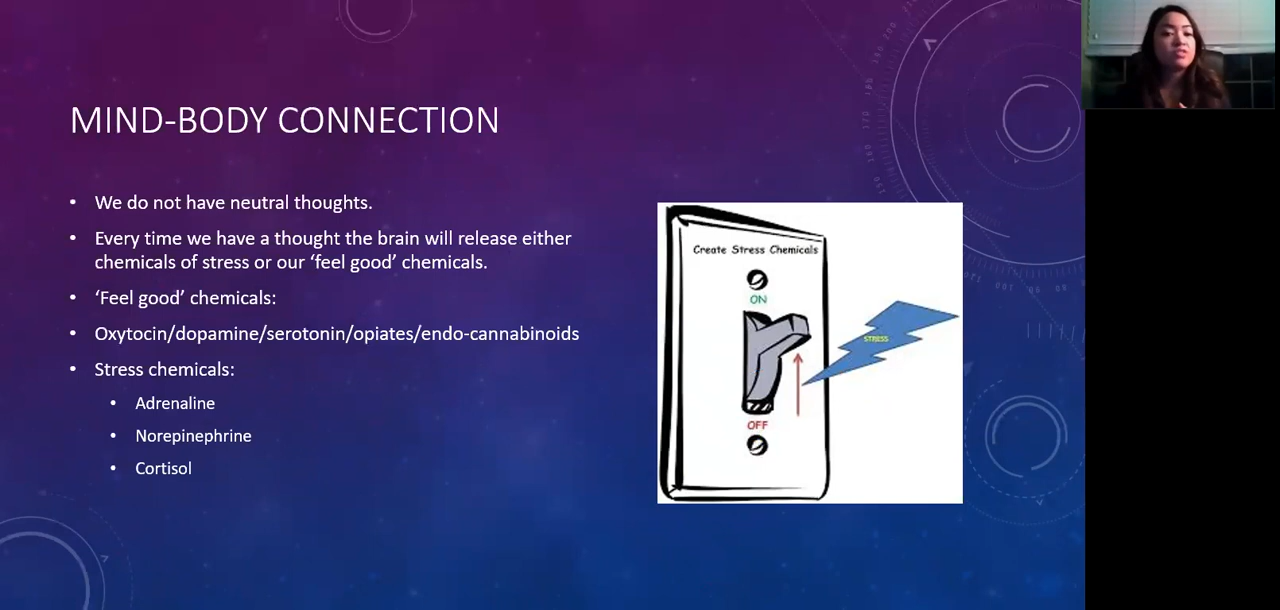 MIND-BODY CONNECTION
• We do not have neutral thoughts.
• Every time we have a thought the brain will release either
chemicals of stress or our ‘feel good’ chemicals.
• ‘Feel good’ chemicals:
• Oxytocin/dopamine/serotonin/opiates/endo-cannabinoids
• Stress chemicals:
• Adrenaline
• Norepinephrine
• Cortisol
Create Stress Chemicals
ON
STRESS
OFF